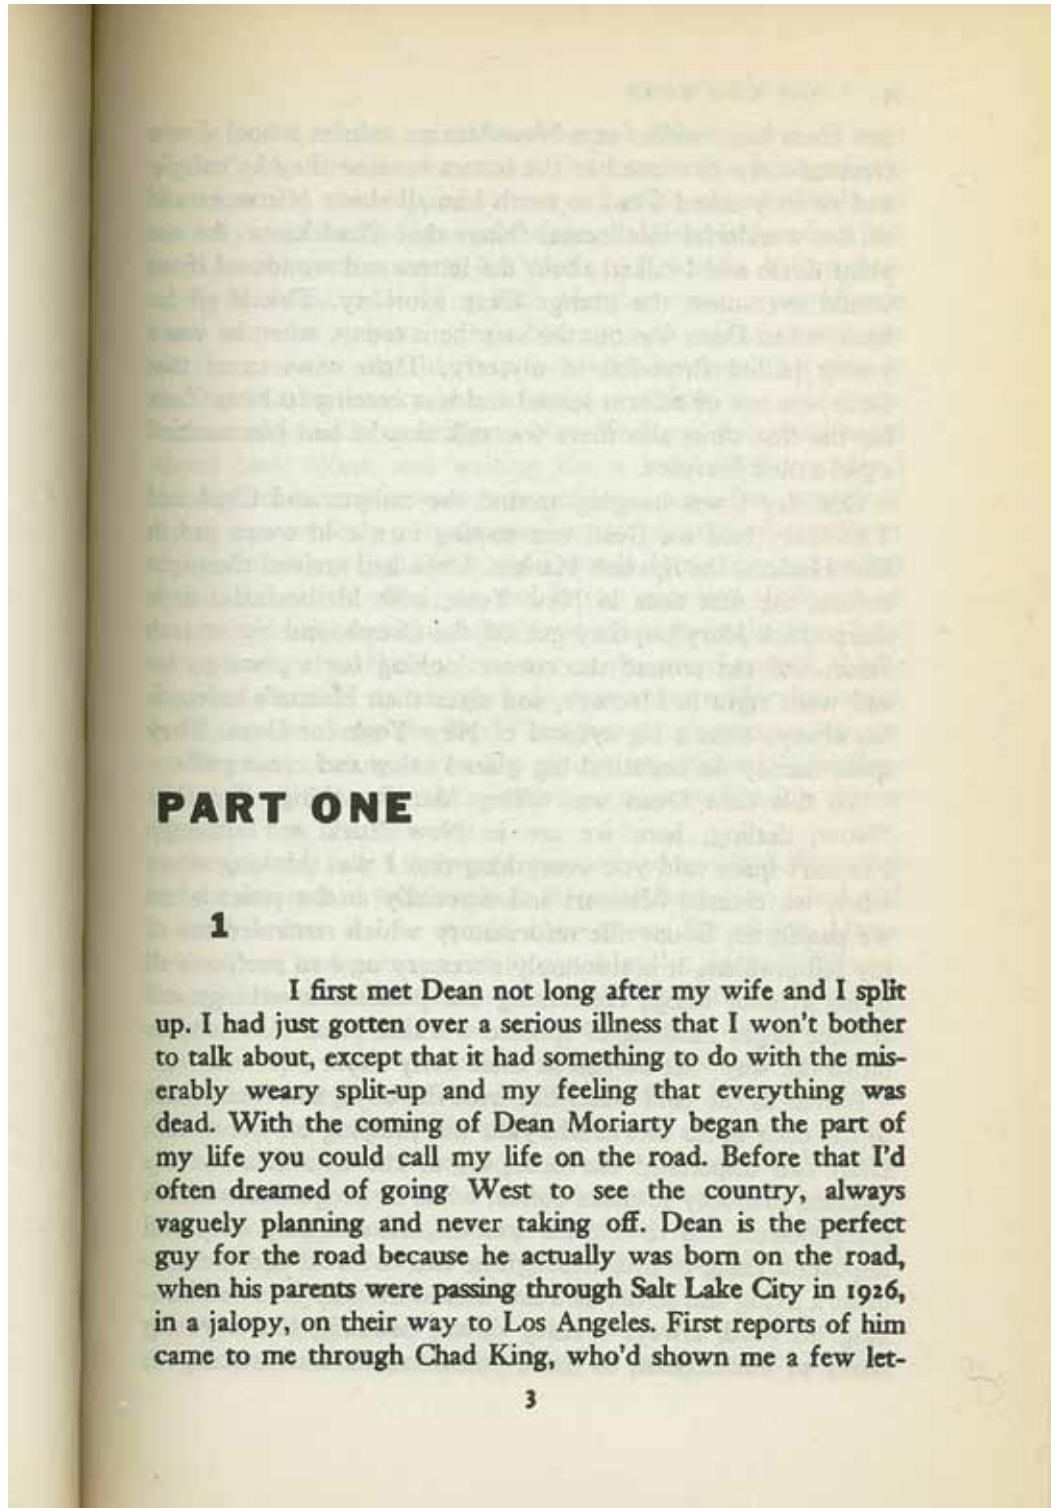 PART ONE
1
I first met Dean not long after my wife and I split
up. I had just gotten over a serious illness that I won't bother
to talk about, except that it had something to do with the mis-
erably weary split-up and my feeling that everything was
dead. With the coming of Dean Moriarty began the part of
my life you could call my life on the road. Before that I'd
often dreamed of going West to see the country, always
vaguely planning and never taking off. Dean is the perfect
guy for the road because he actually was born on the road,
when his parents were passing through Salt Lake City in 1926,
in a jalopy, on their way to Los Angeles. First reports of him
came to me through Chad King, who'd shown me a few let-
3